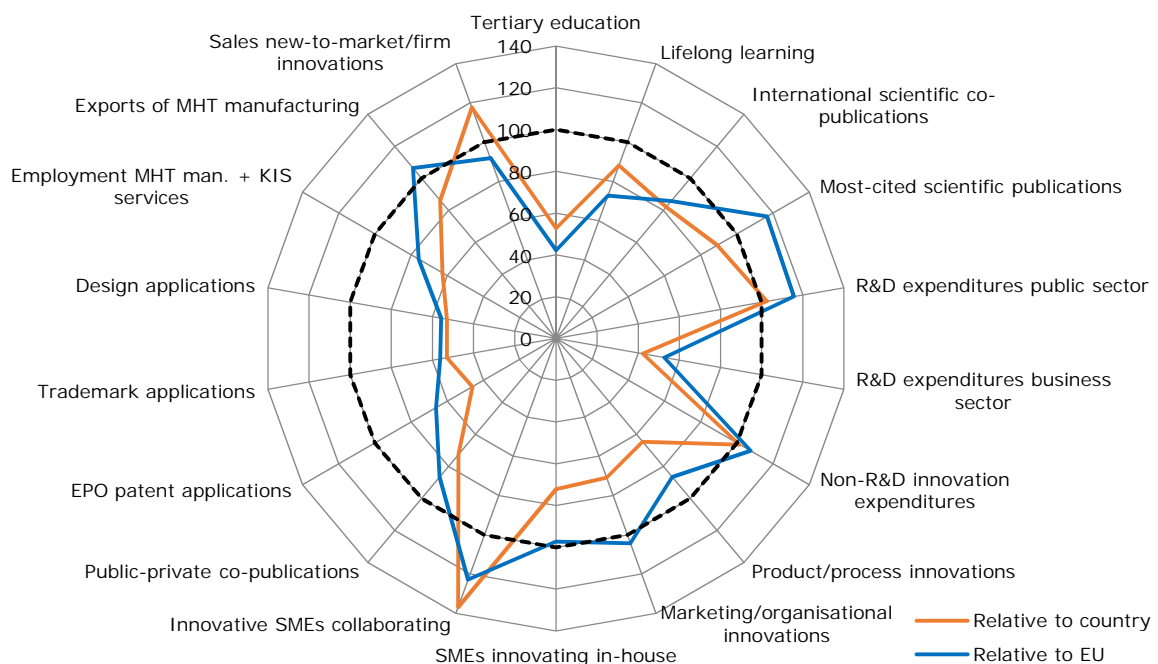 Tertiary education
Sales new-to-market/firm
innovations
Lifelong learning
140
120
100
80
60
40
20
0
Exports of MHT manufacturing
International scientific co-
publications
Employment MHT man. + KIS
services
Most-cited scientific publications
Design applications
R&D expenditures public sector
Trademark applications
R&D expenditures business
sector
EPO patent applications
Non-R&D innovation
expenditures
Public-private co-publications
Product/process innovations
Innovative SMEs collaborating
Marketing/organisational
innovations
SMEs innovating in-house
Relative to country
Relative to EU